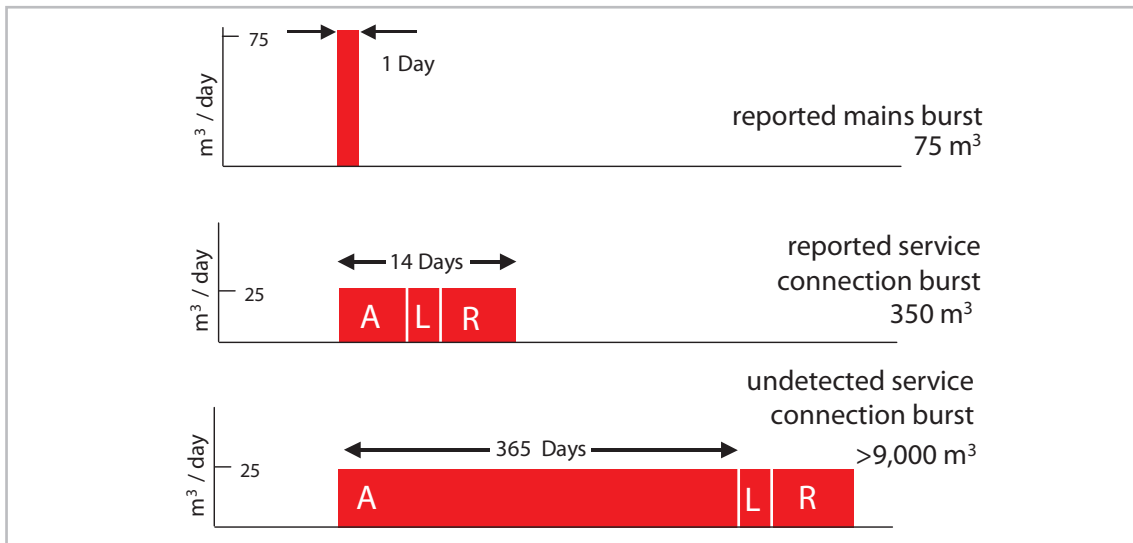 75
1 Day
m³ / day
reported mains burst
75 m³
14 Days
25
m³ / day
A L R
reported service
connection burst
350 m³
undetected service
connection burst
>9,000 m³
365 Days
25
m³ / day
A L R